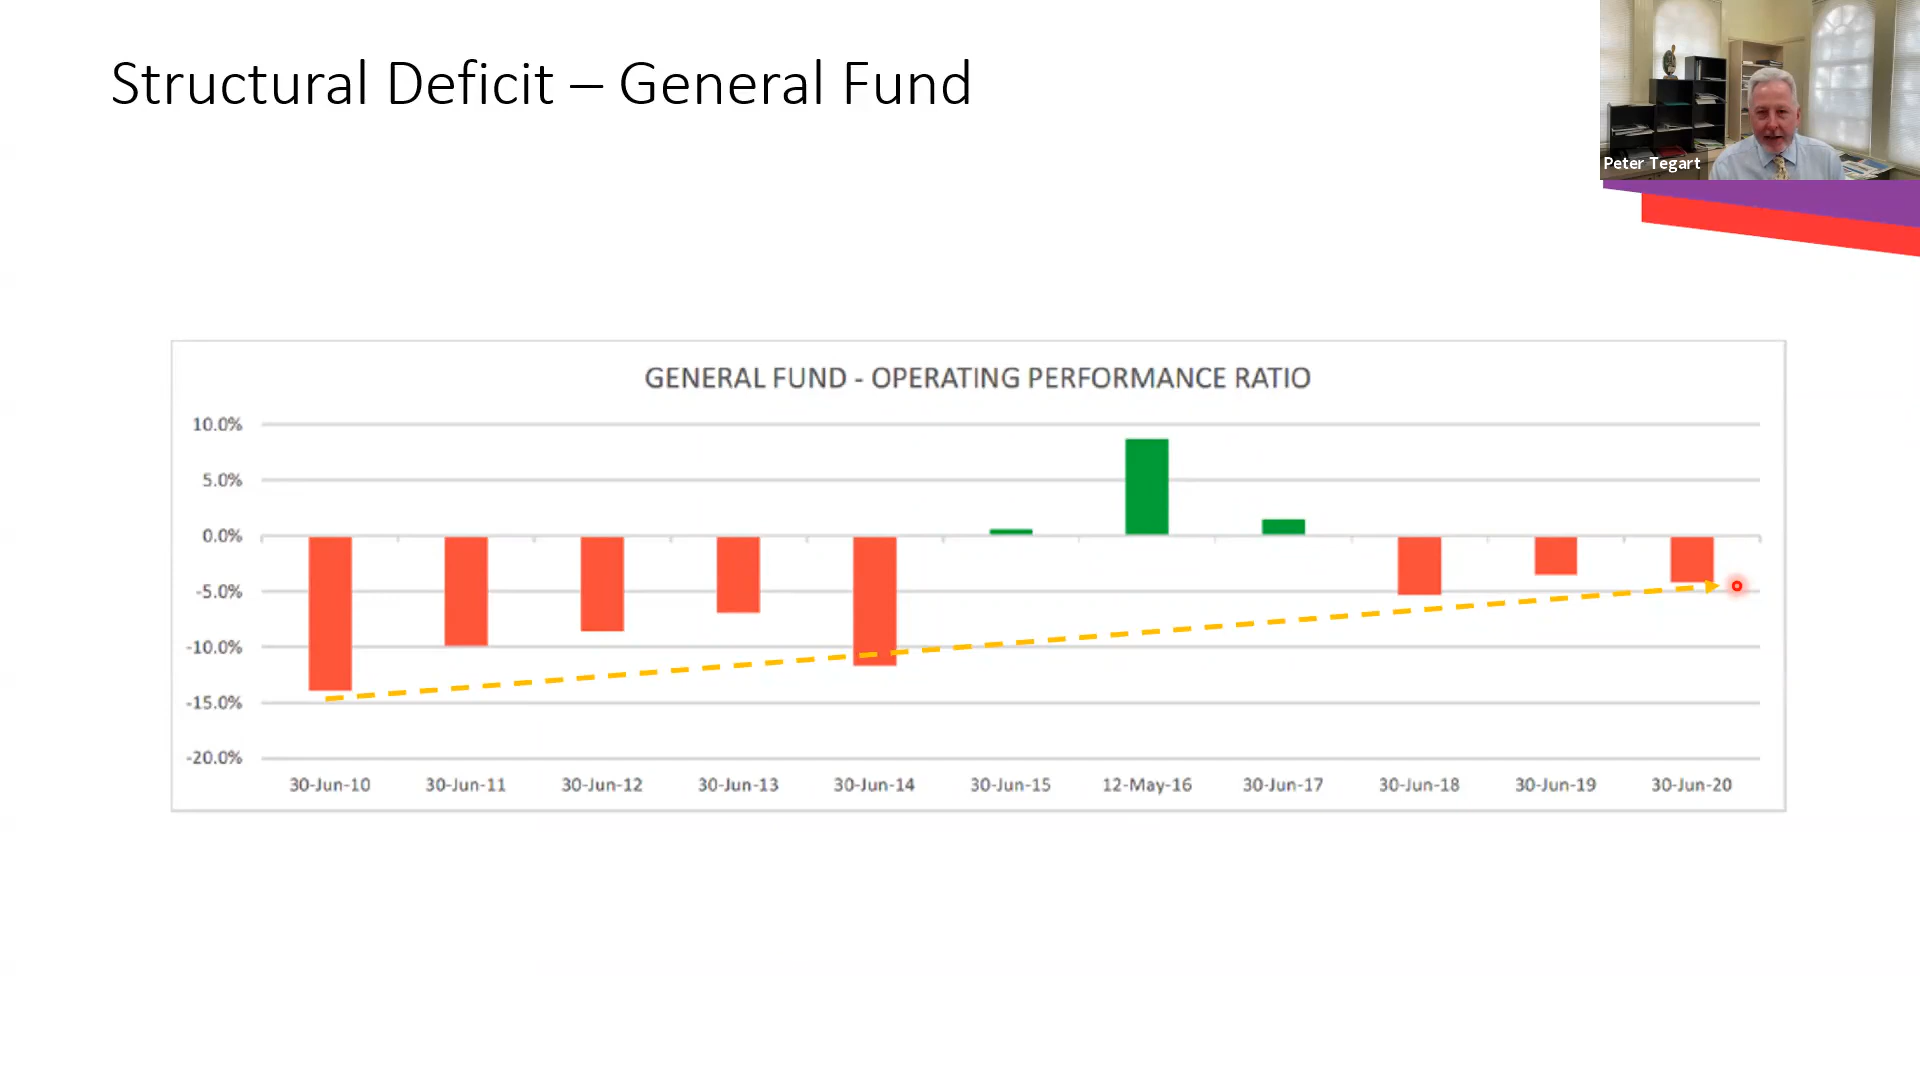 Structural Deficit – General Fund
Peter Tegart
GENERAL FUND - OPERATING PERFORMANCE RATIO
10.0%
5.0%
0.0%
-5.0%
-10.0%
-15.0%
-20.0%
30-Jun-10 30-Jun-11 30-Jun-12 30-Jun-13 30-Jun-14 30-Jun-15 12-May-16 30-Jun-17 30-Jun-18 30-Jun-19 30-Jun-20